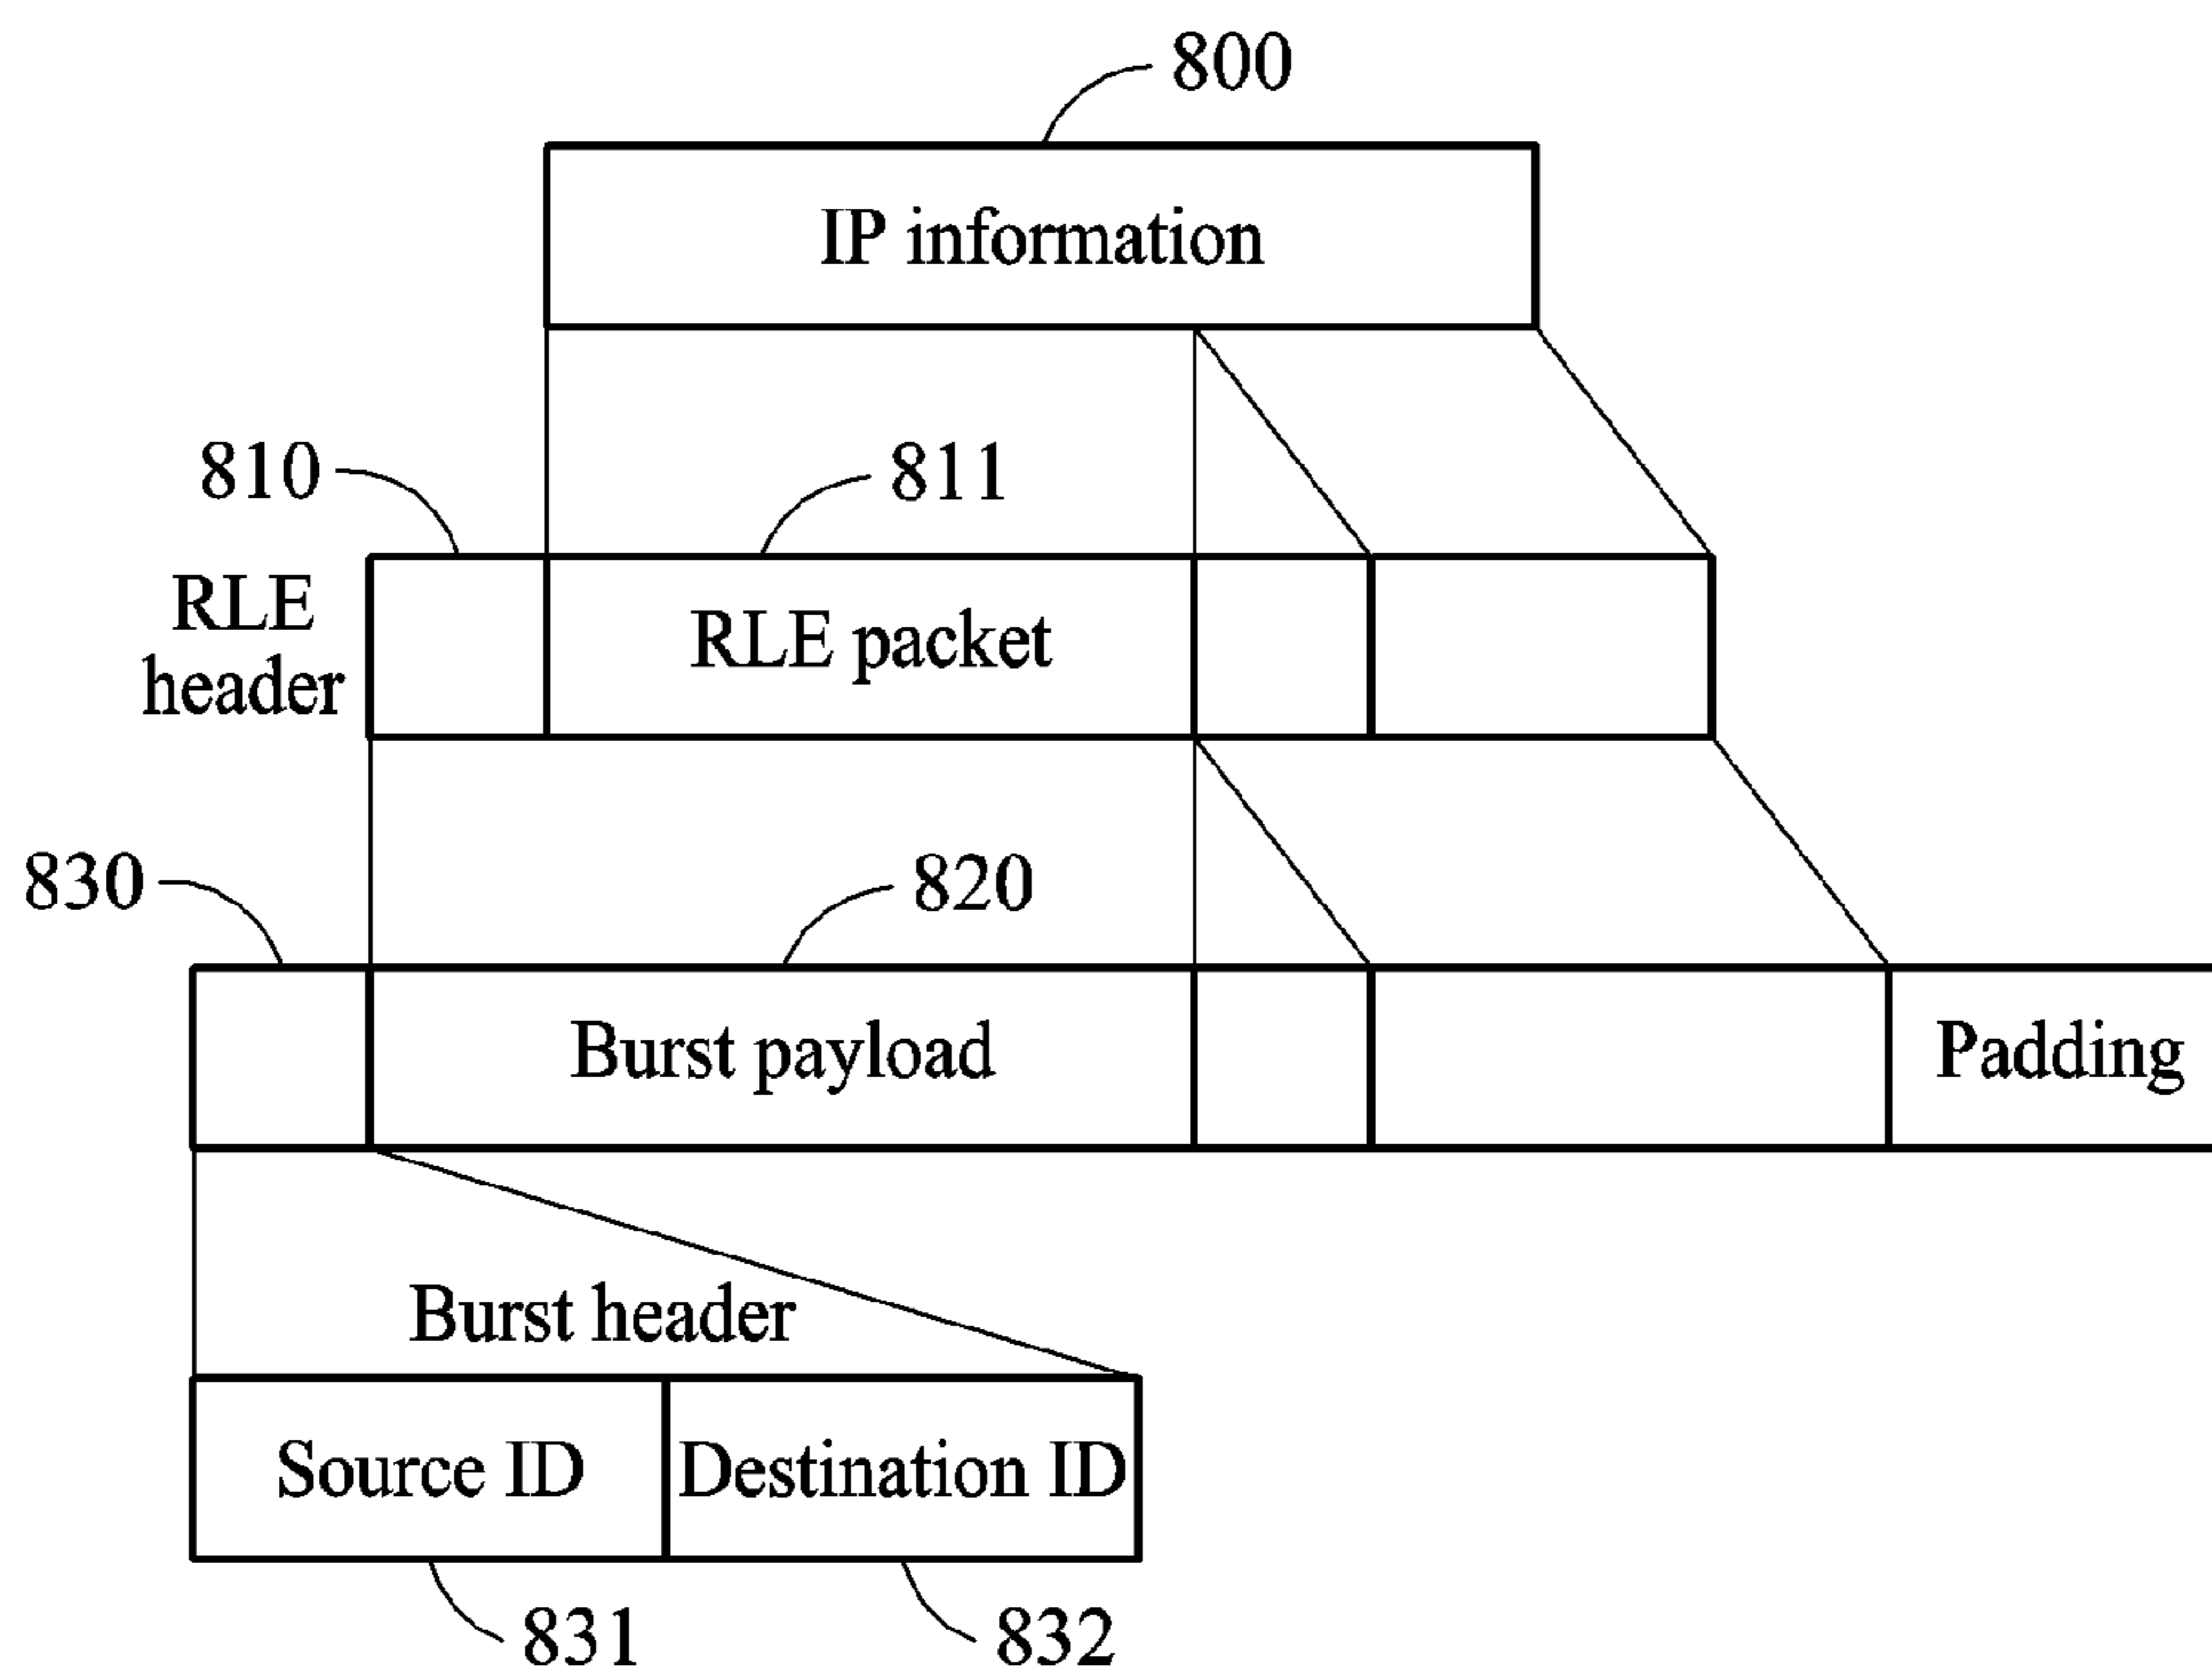 800
IP information
810
811
RLE
header
RLE packet
830
820
Burst payload
Padding
Burst header
Source ID
Destination ID
831
832